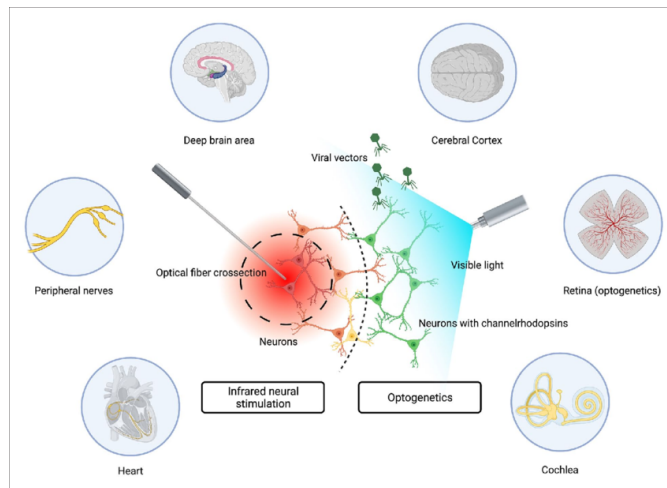 Deep brain area
Cerebral Cortex
Viral vectors
Peripheral nerves
Optical fiber crossection
Visible light
Retina (optogenetics)
Neurons with channelrhodopsins
Neurons
Infrared neural
stimulation
Optogenetics
Heart
Cochlea